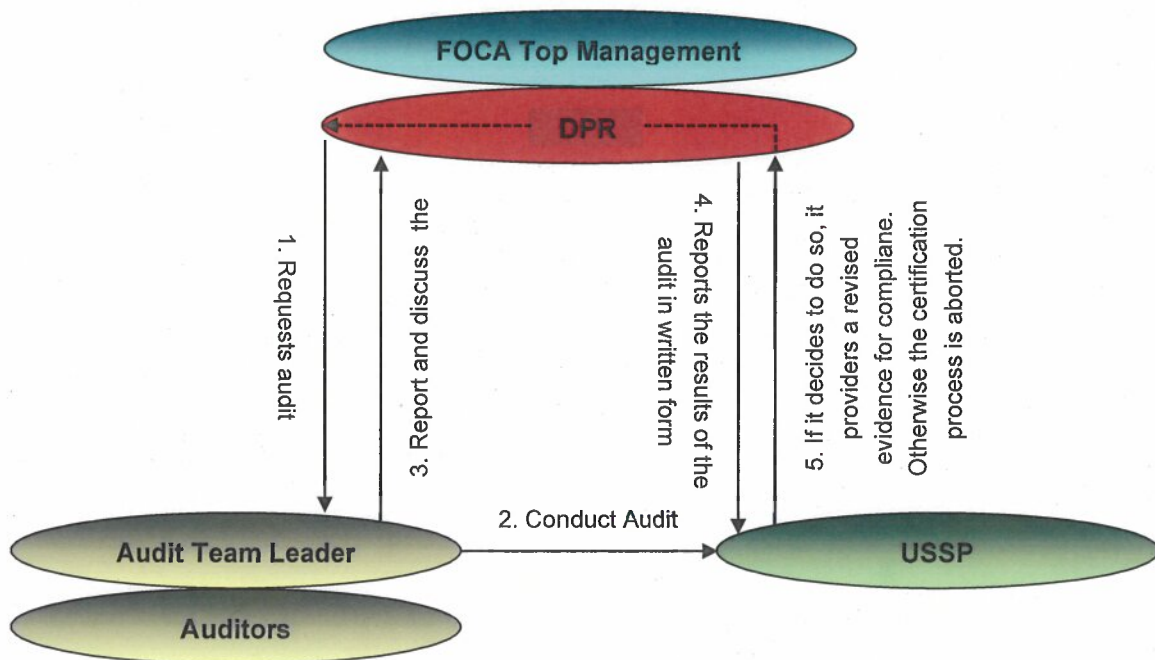 FOCA Top Management
DPR
1. Requests audit
3. Report and discuss the
4. Reports the results of the
audit in written form
5. If it decides to do so, it
providers a revised
evidence for compliane.
Otherwise the certification
process is aborted.
2. Conduct Audit
Audit Team Leader
USSP
Auditors